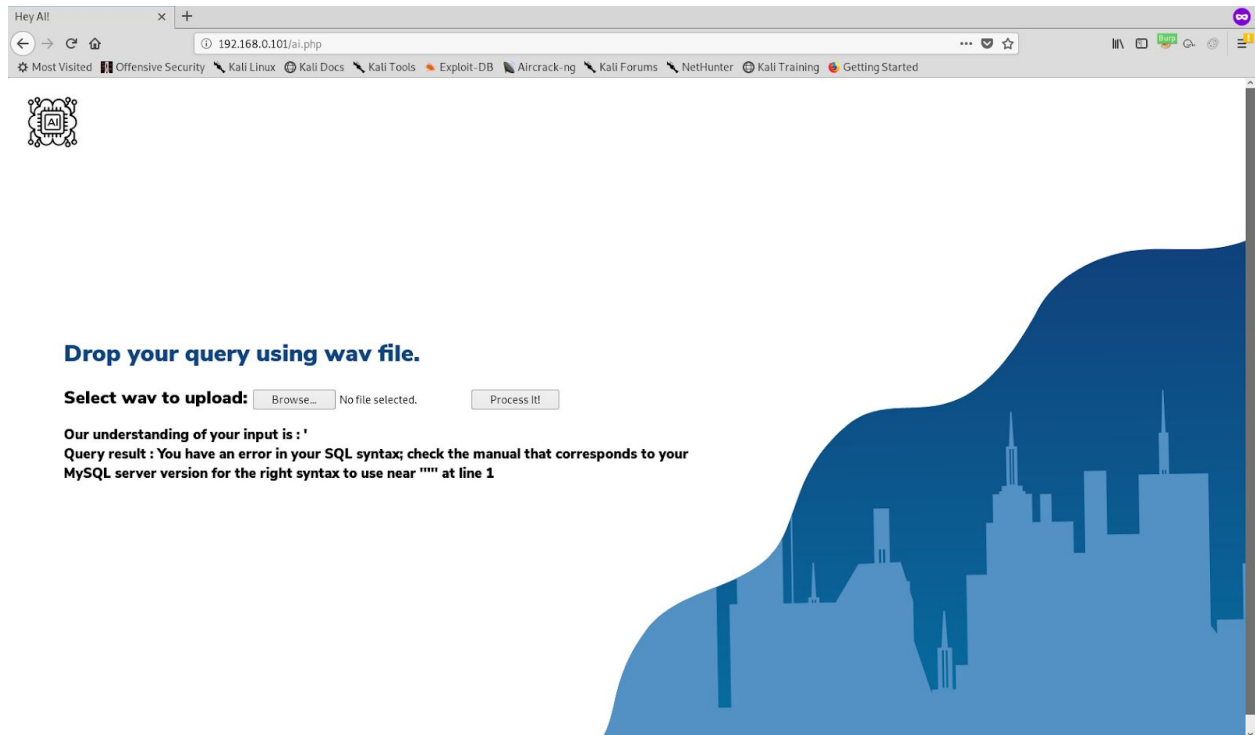 Hey AI!
192.168.0.101/ai.php
Burp
Most Visited Offensive Security Kali Linux Kali Docs Kali Tools Exploit-DB Aircrack-ng Kali Forums NetHunter Kali Training Getting Started
AI
Drop your query using wav file.
Select wav to upload: Browse... No file selected. Process It!
Our understanding of your input is : '
Query result : You have an error in your SQL syntax; check the manual that corresponds to your
MySQL server version for the right syntax to use near ''''' at line 1